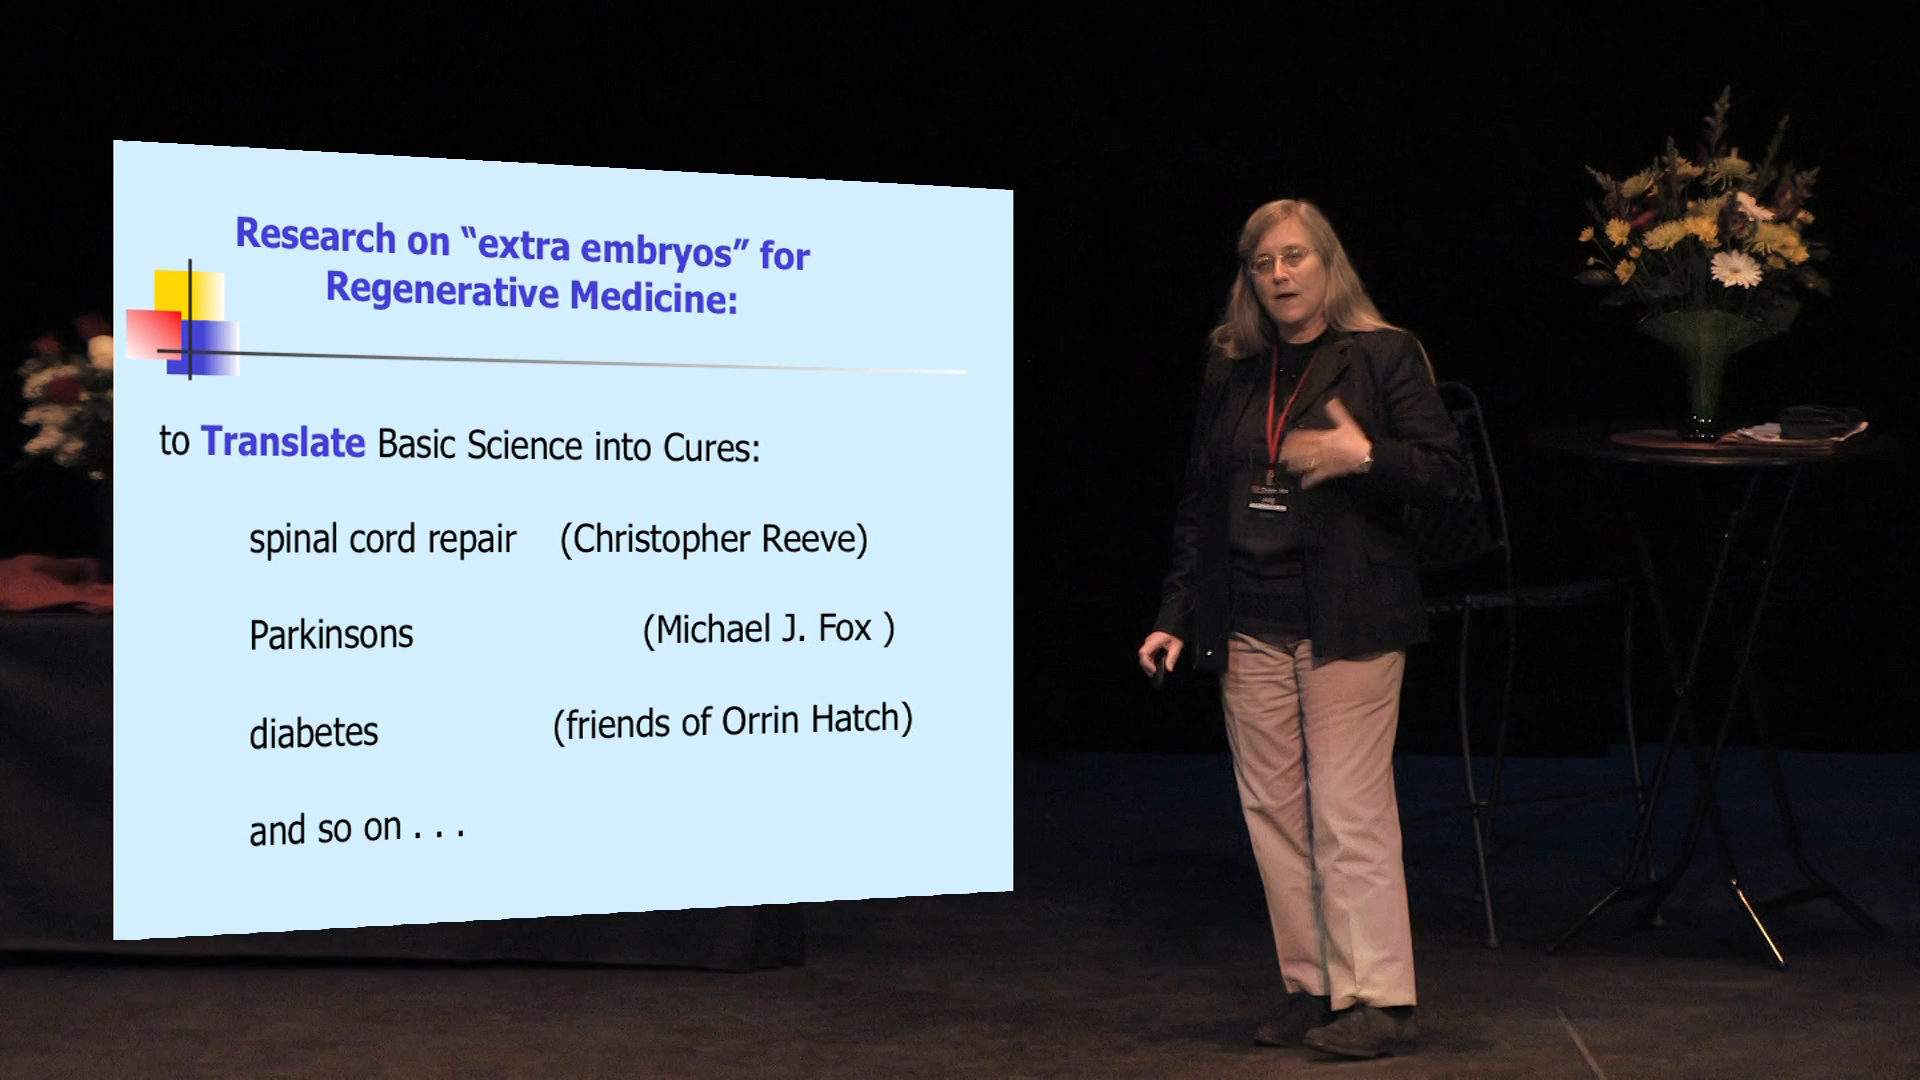 Research on “extra embryos” for
Regenerative Medicine:
to Translate Basic Science into Cures:
spinal cord repair (Christopher Reeve)
Parkinsons (Michael J. Fox )
diabetes (friends of Orrin Hatch)
and so on . . .